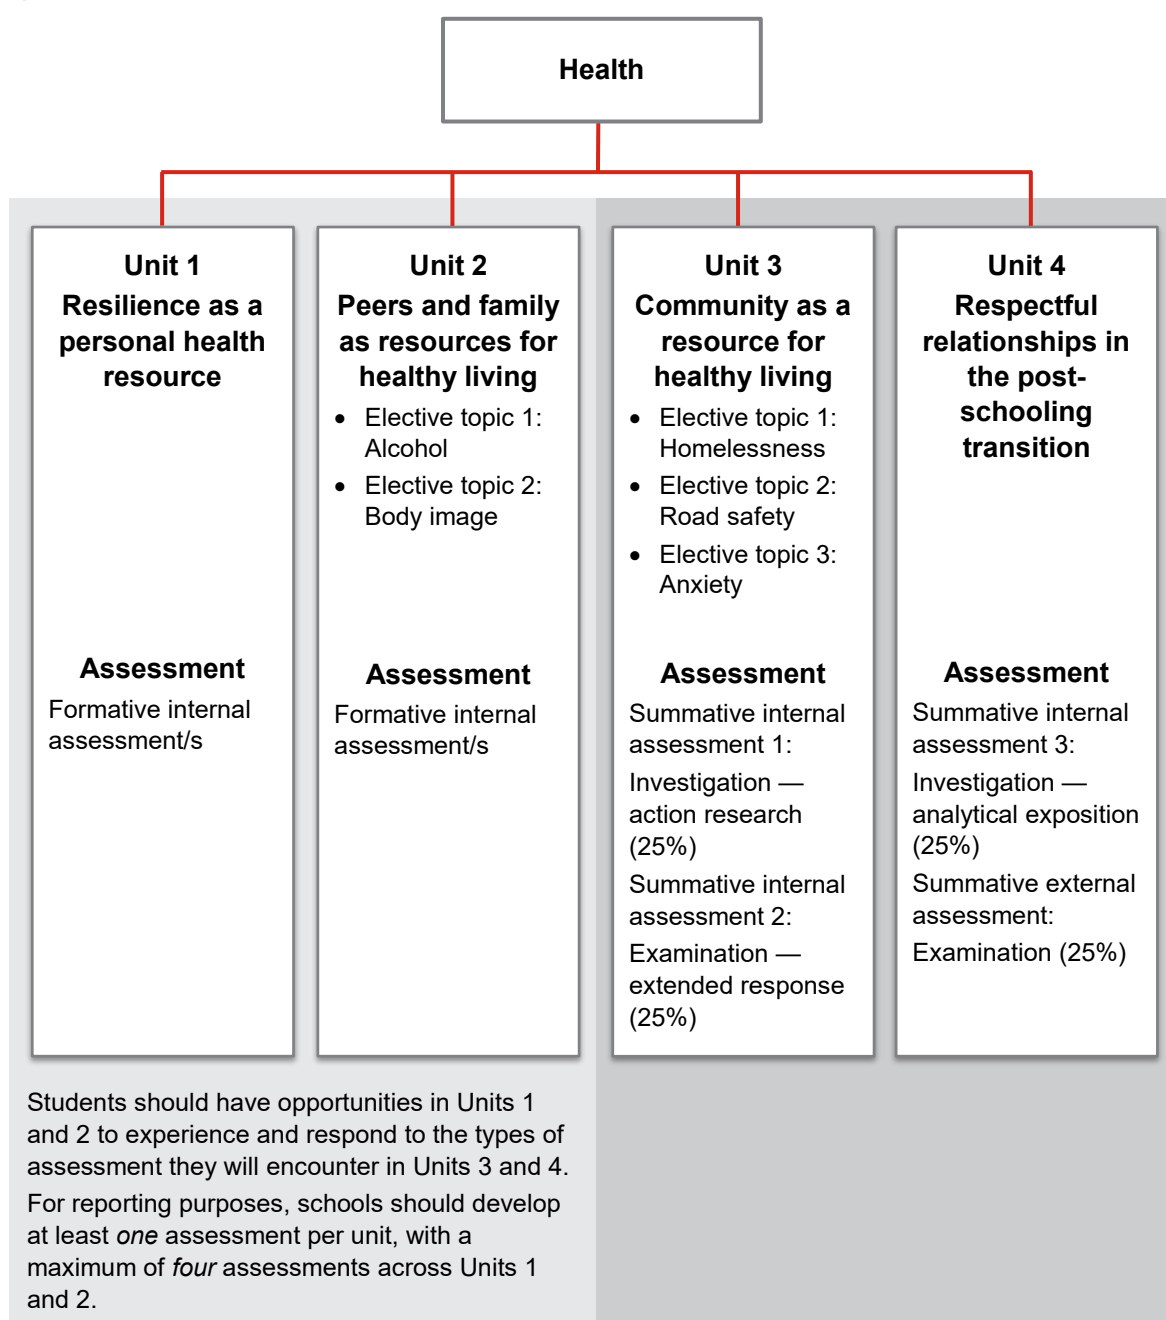 Health
Unit 1
Resilience as a
personal health
resource
Assessment
Formative internal
assessment/s
Unit 2
Peers and family
as resources for
healthy living
• Elective topic 1:
Alcohol
• Elective topic 2:
Body image
Assessment
Formative internal
assessment/s
Unit 3
Community as a
resource for
healthy living
• Elective topic 1:
Homelessness
• Elective topic 2:
Road safety
• Elective topic 3:
Anxiety
Assessment
Summative internal
assessment 1:
Investigation —
action research
(25%)
Summative internal
assessment 2:
Examination —
extended response
(25%)
Unit 4
Respectful
relationships in
the post-
schooling
transition
Assessment
Summative internal
assessment 3:
Investigation —
analytical exposition
(25%)
Summative external
assessment:
Examination (25%)
Students should have opportunities in Units 1
and 2 to experience and respond to the types of
assessment they will encounter in Units 3 and 4.
For reporting purposes, schools should develop
at least one assessment per unit, with a
maximum of four assessments across Units 1
and 2.